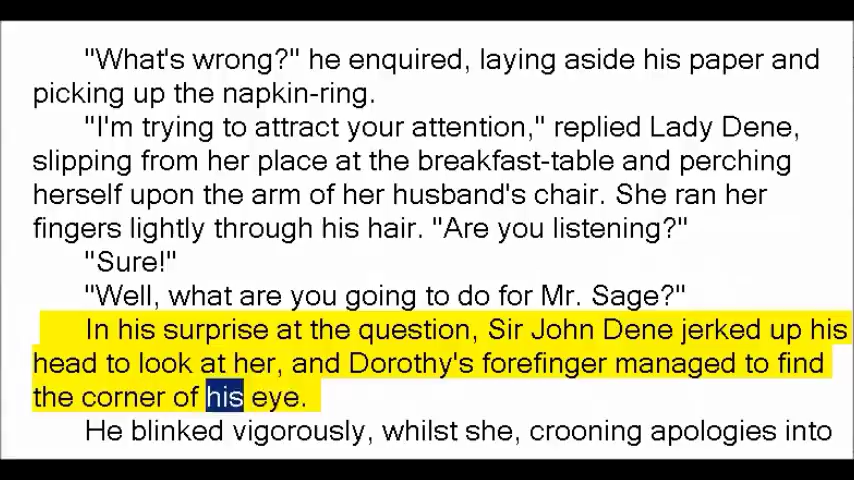 "What's wrong?" he enquired, laying aside his paper and
picking up the napkin-ring.
"I'm trying to attract your attention," replied Lady Dene,
slipping from her place at the breakfast-table and perching
herself upon the arm of her husband's chair. She ran her
fingers lightly through his hair. "Are you listening?"
"Sure!"
"Well, what are you going to do for Mr. Sage?"
In his surprise at the question, Sir John Dene jerked up his
head to look at her, and Dorothy's forefinger managed to find
the corner of his eye.
He blinked vigorously, whilst she, crooning apologies into